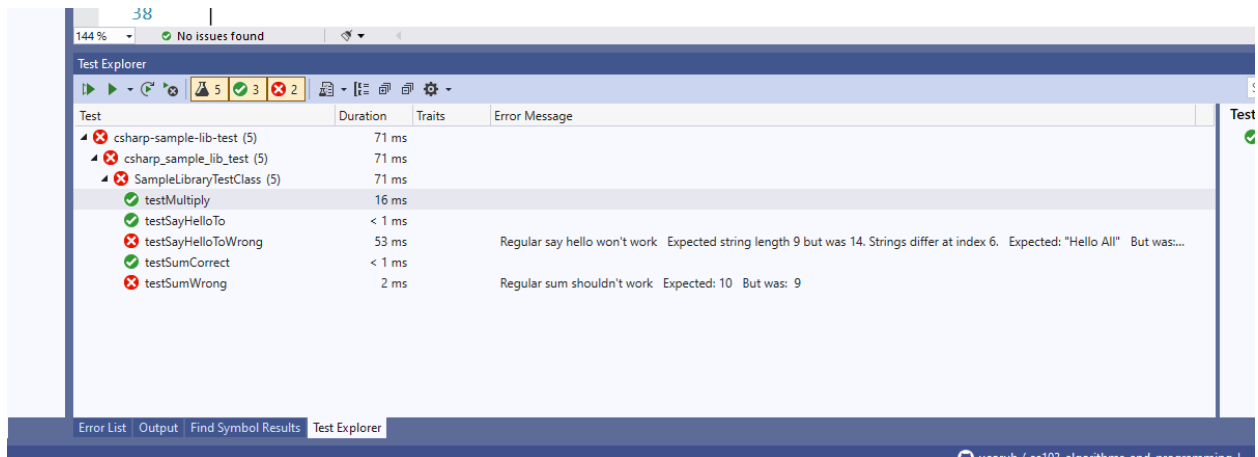 38
144 % No issues found
Test Explorer
5 3 2
Test Duration Traits Error Message
csharp-sample-lib-test (5) 71 ms
csharp_sample_lib_test (5) 71 ms
SampleLibraryTestClass (5) 71 ms
testMultiply 16 ms
testSayHelloTo < 1 ms
testSayHelloToWrong 53 ms Regular say hello won't work Expected string length 9 but was 14. Strings differ at index 6. Expected: "Hello All" But was:...
testSumCorrect < 1 ms
testSumWrong 2 ms Regular sum shouldn't work Expected: 10 But was: 9
Test
Error List Output Find Symbol Results Test Explorer